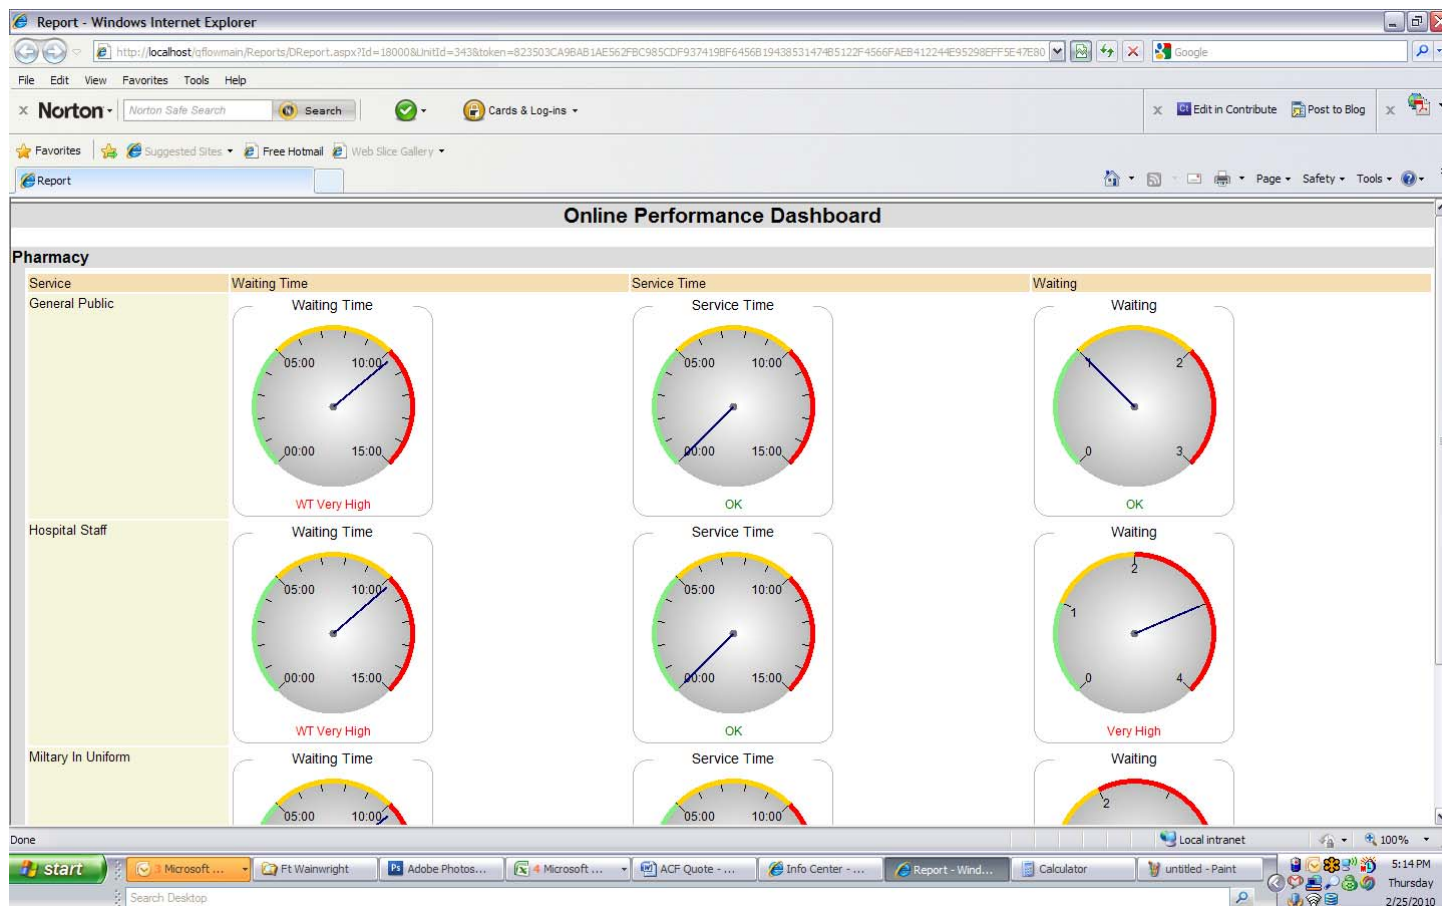 Report - Windows Internet Explorer
http://localhost/qflowmain/Reports/DReport.aspx?Id=18000&UnitId=343&token=823503CA9BAB1AE562FBC985CDF937419BF6456B19438531474B5122F4566FAEB412244E95298EFF5E47E80 Google
File Edit View Favorites Tools Help
x Norton Norton Safe Search Search Cards & Log-ins x Edit in Contribute Post to Blog x
Favorites Suggested Sites Free Hotmail Web Slice Gallery
Report Page Safety Tools
Online Performance Dashboard
Pharmacy
Service Waiting Time Service Time Waiting
General Public Waiting Time Service Time Waiting
05:00 10:00 05:00 10:00 1 2
00:00 15:00 00:00 15:00 0 3
WT Very High OK OK
Hospital Staff Waiting Time Service Time Waiting
2
05:00 10:00 05:00 10:00 1
00:00 15:00 00:00 15:00 0 4
WT Very High OK Very High
Miltary In Uniform Waiting Time Service Time Waiting
2
05:00 10:00 05:00 10:00
Done Local intranet 100%
start 3 Microsoft ... Ft Wainwright Ps Adobe Photos... 4 Microsoft ... ACF Quote - ... Info Center - ... Report - Wind... Calculator untitled - Paint 5:14 PM
Thursday
Search Desktop 2/25/2010